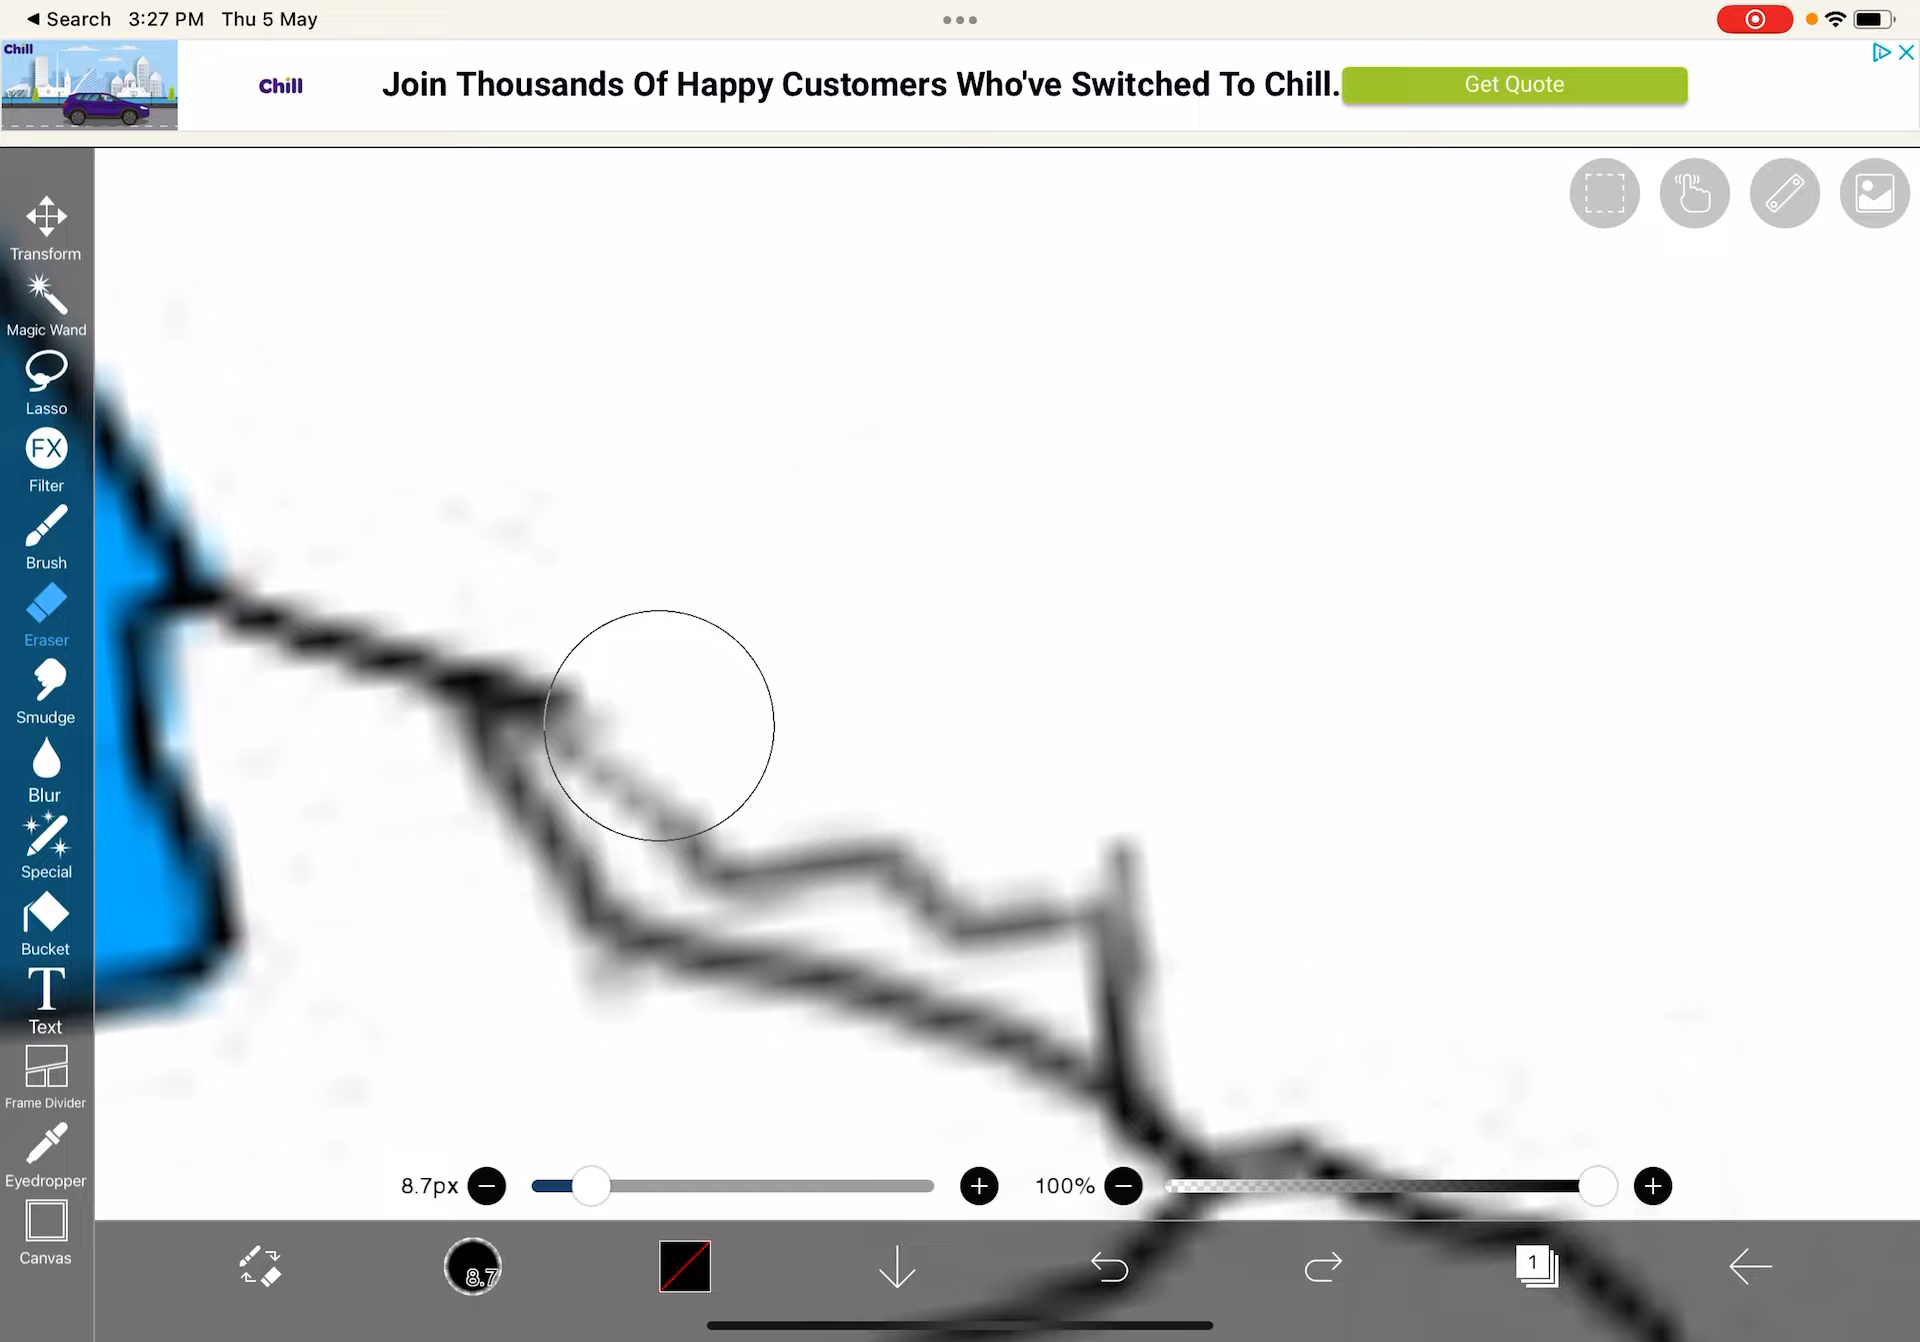 Search 3:27 PM Thu 5 May
Chill
Chill
Join Thousands Of Happy Customers Who've Switched To Chill.
Get Quote
Transform
Magic Wand
Lasso
FX
Filter
Brush
Eraser
Smudge
Blur
Special
Bucket
T
Text
Frame Divider
Eyedropper
Canvas
8.7px
100%
8.7
1